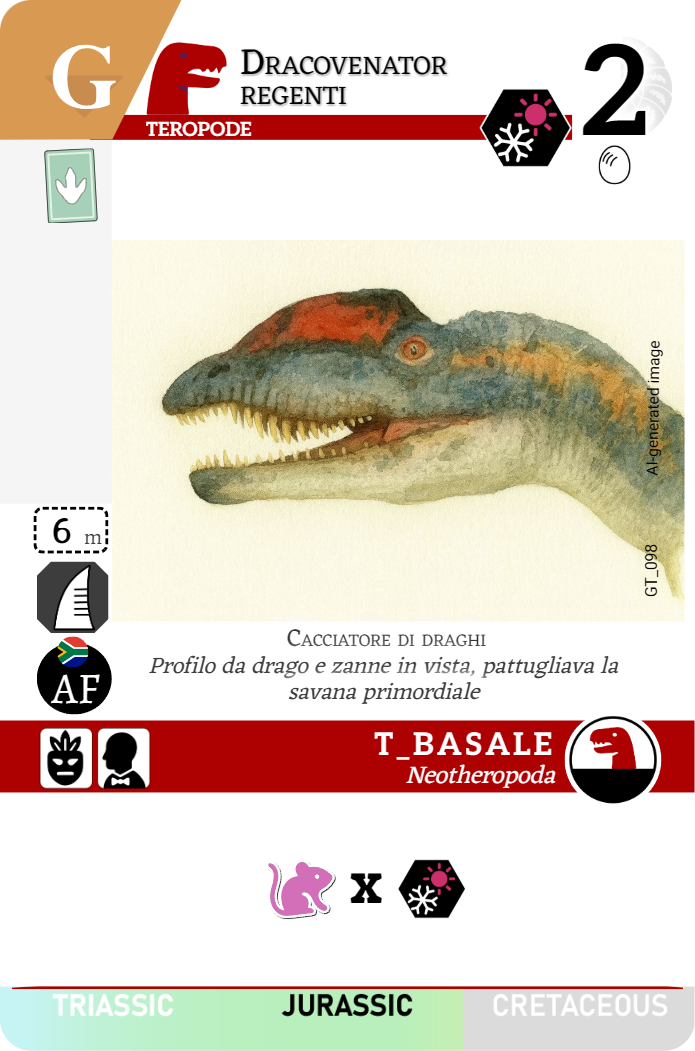 G
DRACOVENATOR
REGENTI
2
TEROPODE
AI-generated image
GT_098
6 m
AF
CACCIATORE DI DRAGHI
Profilo da drago e zanne in vista, pattugliava la
savana primordiale
T_BASALE
Neotheropoda
X
TRIASSIC JURASSIC CRETACEOUS